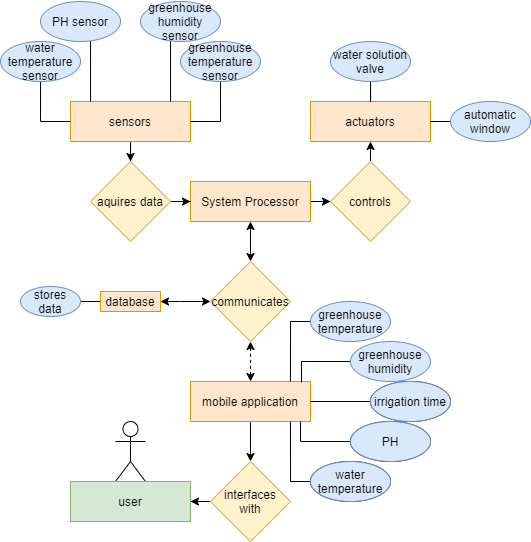 PH sensor
greenhouse
humidity
sensor
water
temperature
sensor
greenhouse
temperature
sensor
sensors
water solution
valve
actuators
automatic
window
aquires data
System Processor
controls
stores
data
database
communicates
greenhouse
temperature
greenhouse
humidity
mobile application
irrigation time
PH
water
temperature
user
interfaces
with